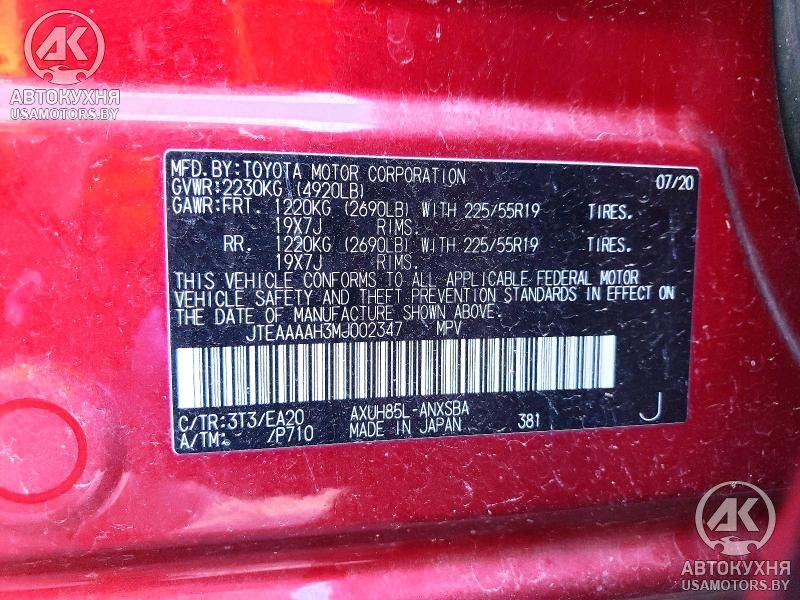 AK
АВТОКУХНЯ
USAMOTORS.BY
MFD.BY:TOYOTA MOTOR CORPORATION 07/20
GVWR:2230KG (4920LB)
GAWR:FRT. 1220KG (2690LB) WITH 225/55R19 TIRES.
19X7J RIMS.
RR. 1220KG (2690LB) WITH 225/55R19 TIRES.
19X7J RIMS.
THIS VEHICLE CONFORMS TO ALL APPLICABLE FEDERAL MOTOR
VEHICLE SAFETY AND THEFT PREVENTION STANDARDS IN EFFECT ON
THE DATE OF MANUFACTURE SHOWN ABOVE.
JTEAAAAH3MJ002347 MPV
C/TR:3T3/EA20 AXUH85L-ANXSBA J
A/TM: /P710 MADE IN JAPAN 381
AK
АВТОКУХНЯ
USAMOTORS.BY